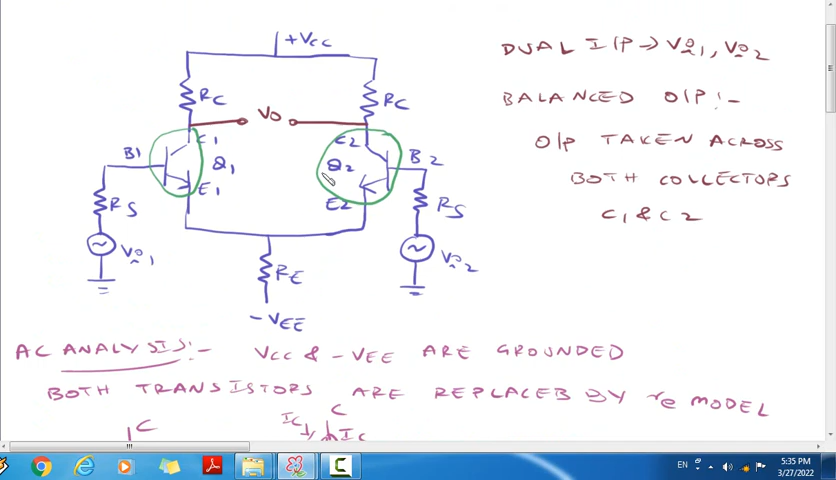 +VCC
DUAL I/P → Vi1, Vi2
RC
VO
RC
BALANCED O/P :-
C1
C2
B1
Q1
Q2
B2
O/P TAKEN ACROSS
E1
E2
BOTH COLLECTORS
RS
RS
C1 & C2
Vi1
Vi2
RE
-VEE
AC ANALYSIS:- VCC & -VEE ARE GROUNDED
BOTH TRANSISTORS ARE REPLACED BY re MODEL
C
IC
C
IC
EN
5:35 PM
3/27/2022